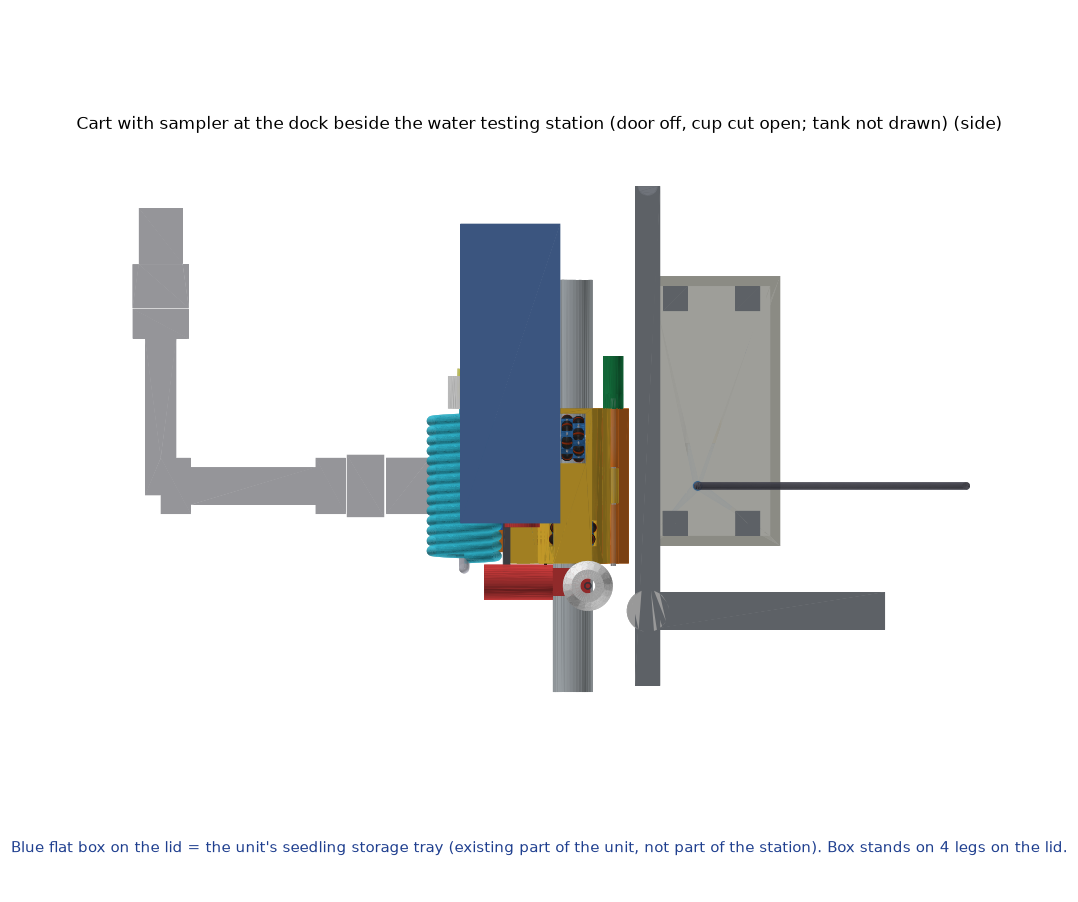 Cart with sampler at the dock beside the water testing station (door off, cup cut open; tank not drawn) (side)
Blue flat box on the lid = the unit's seedling storage tray (existing part of the unit, not part of the station). Box stands on 4 legs on the lid.